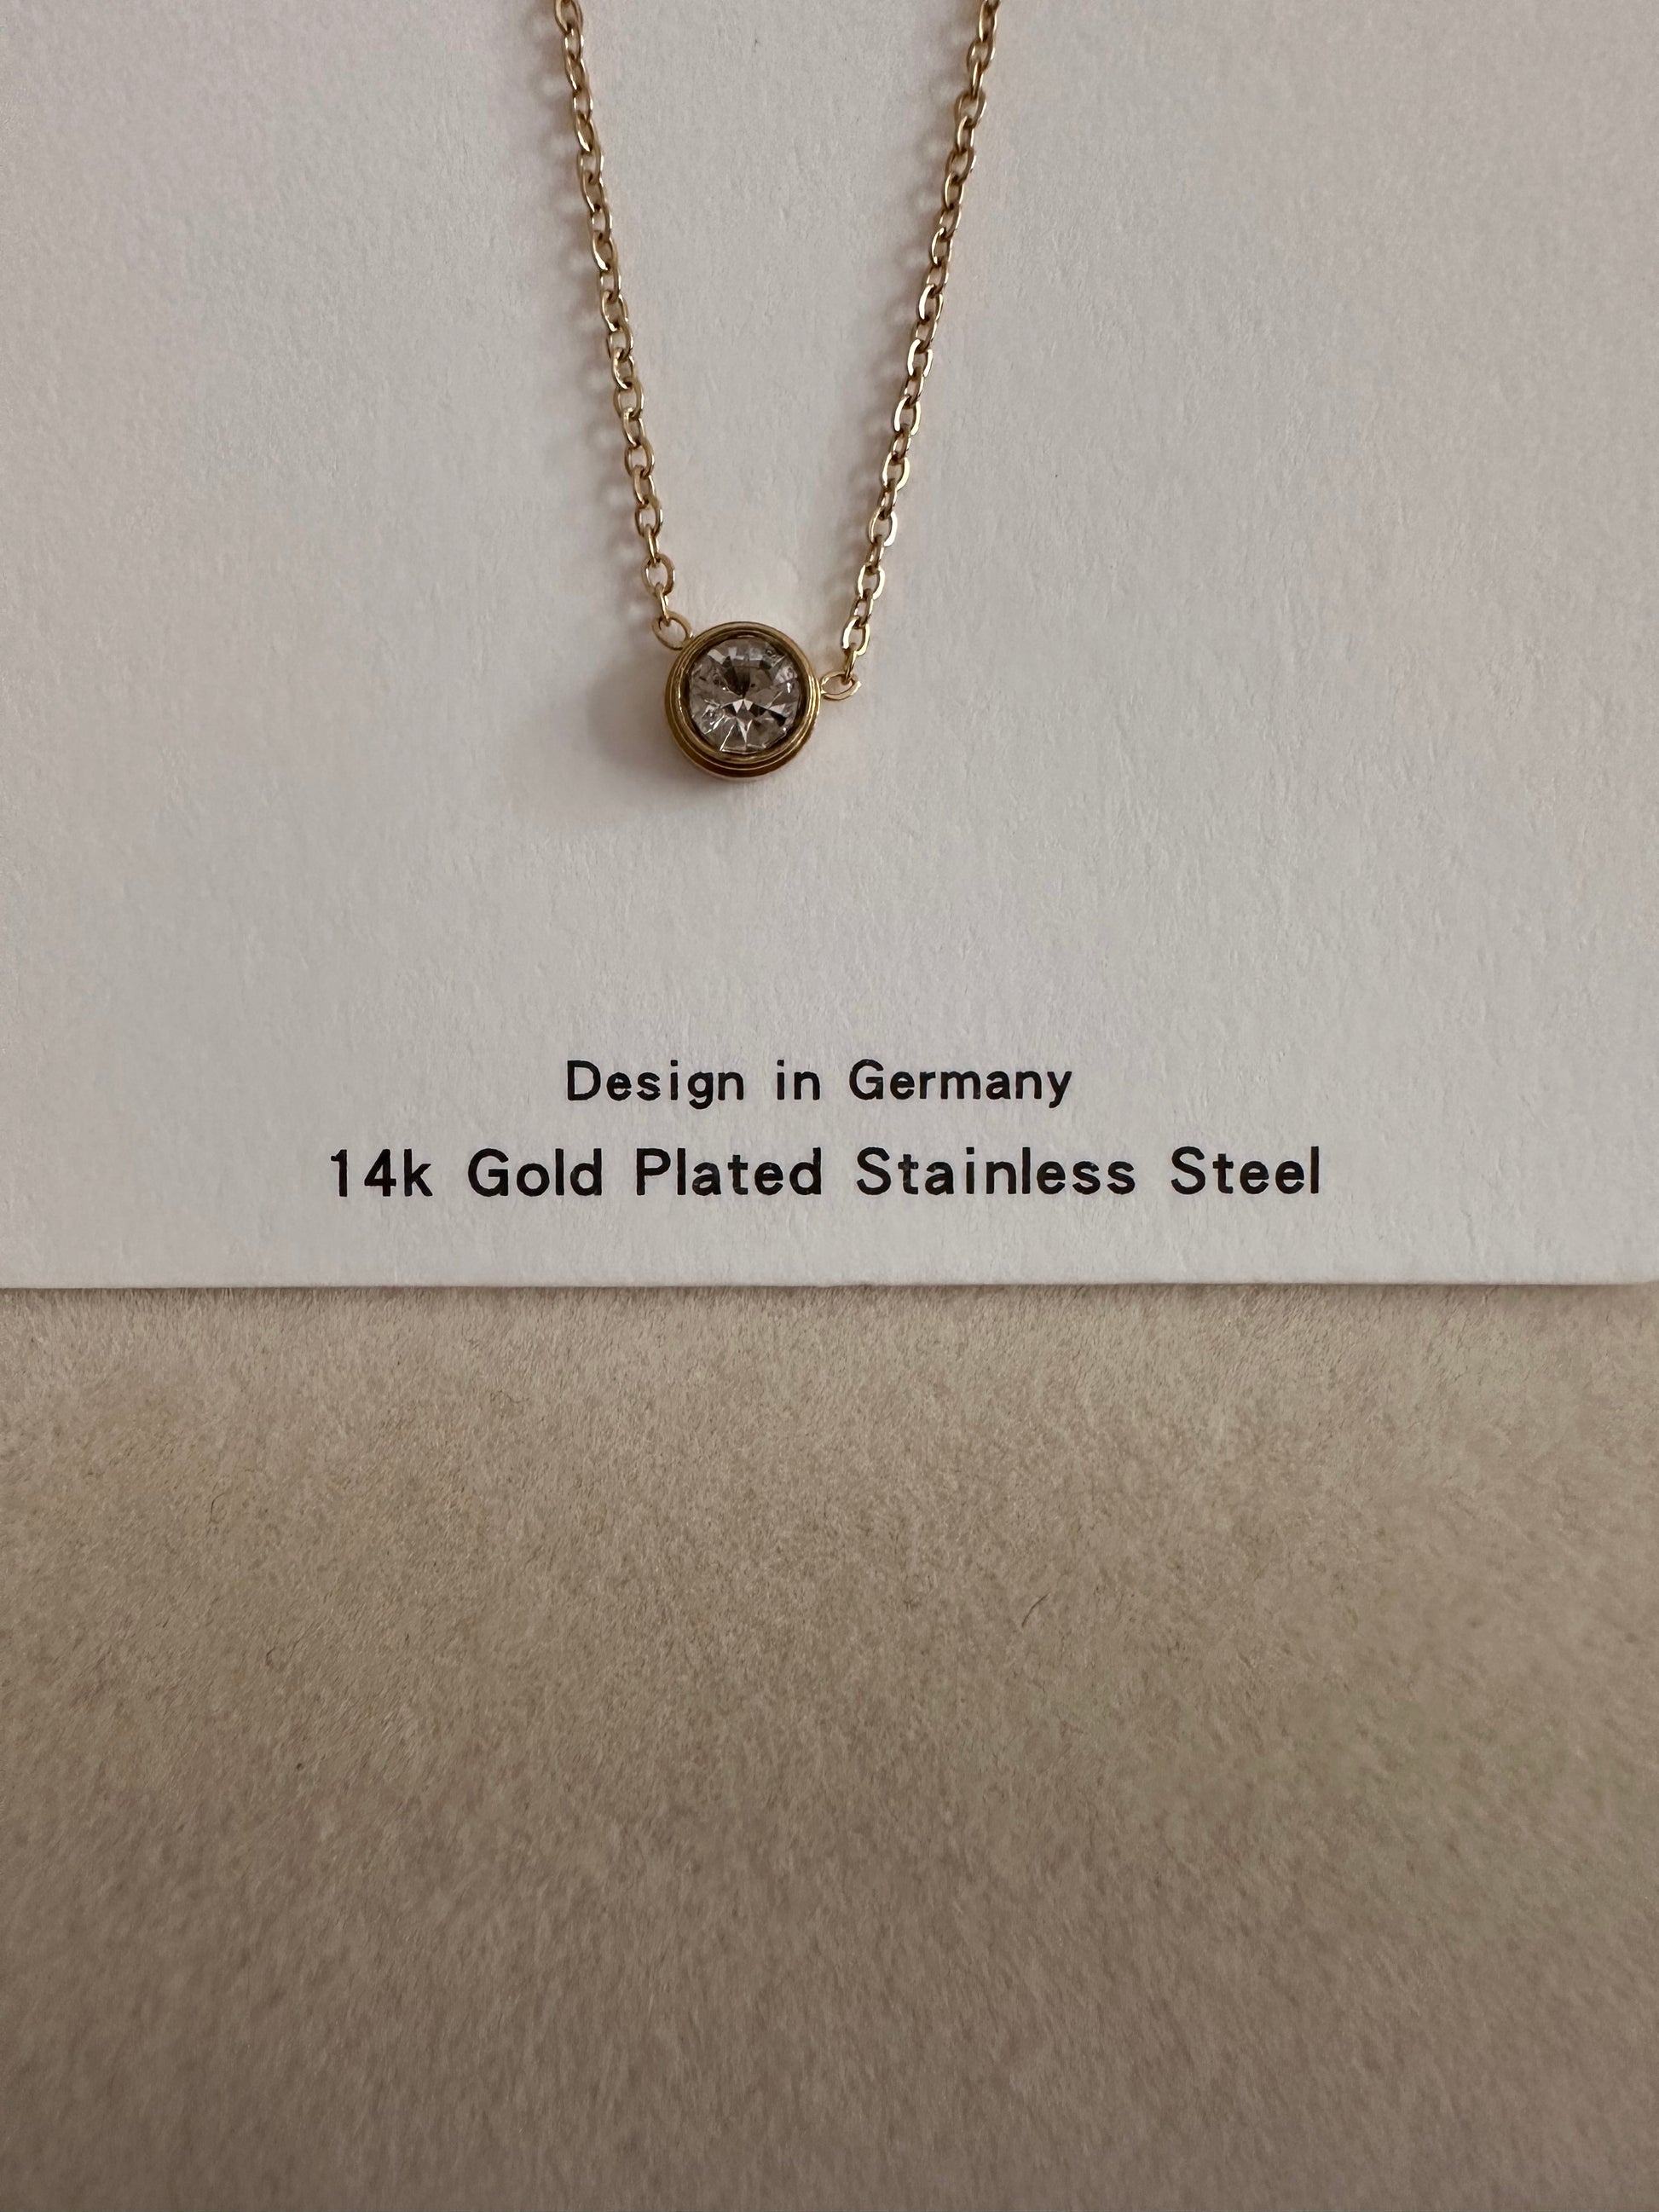 Design in Germany
14k Gold Plated Stainless Steel